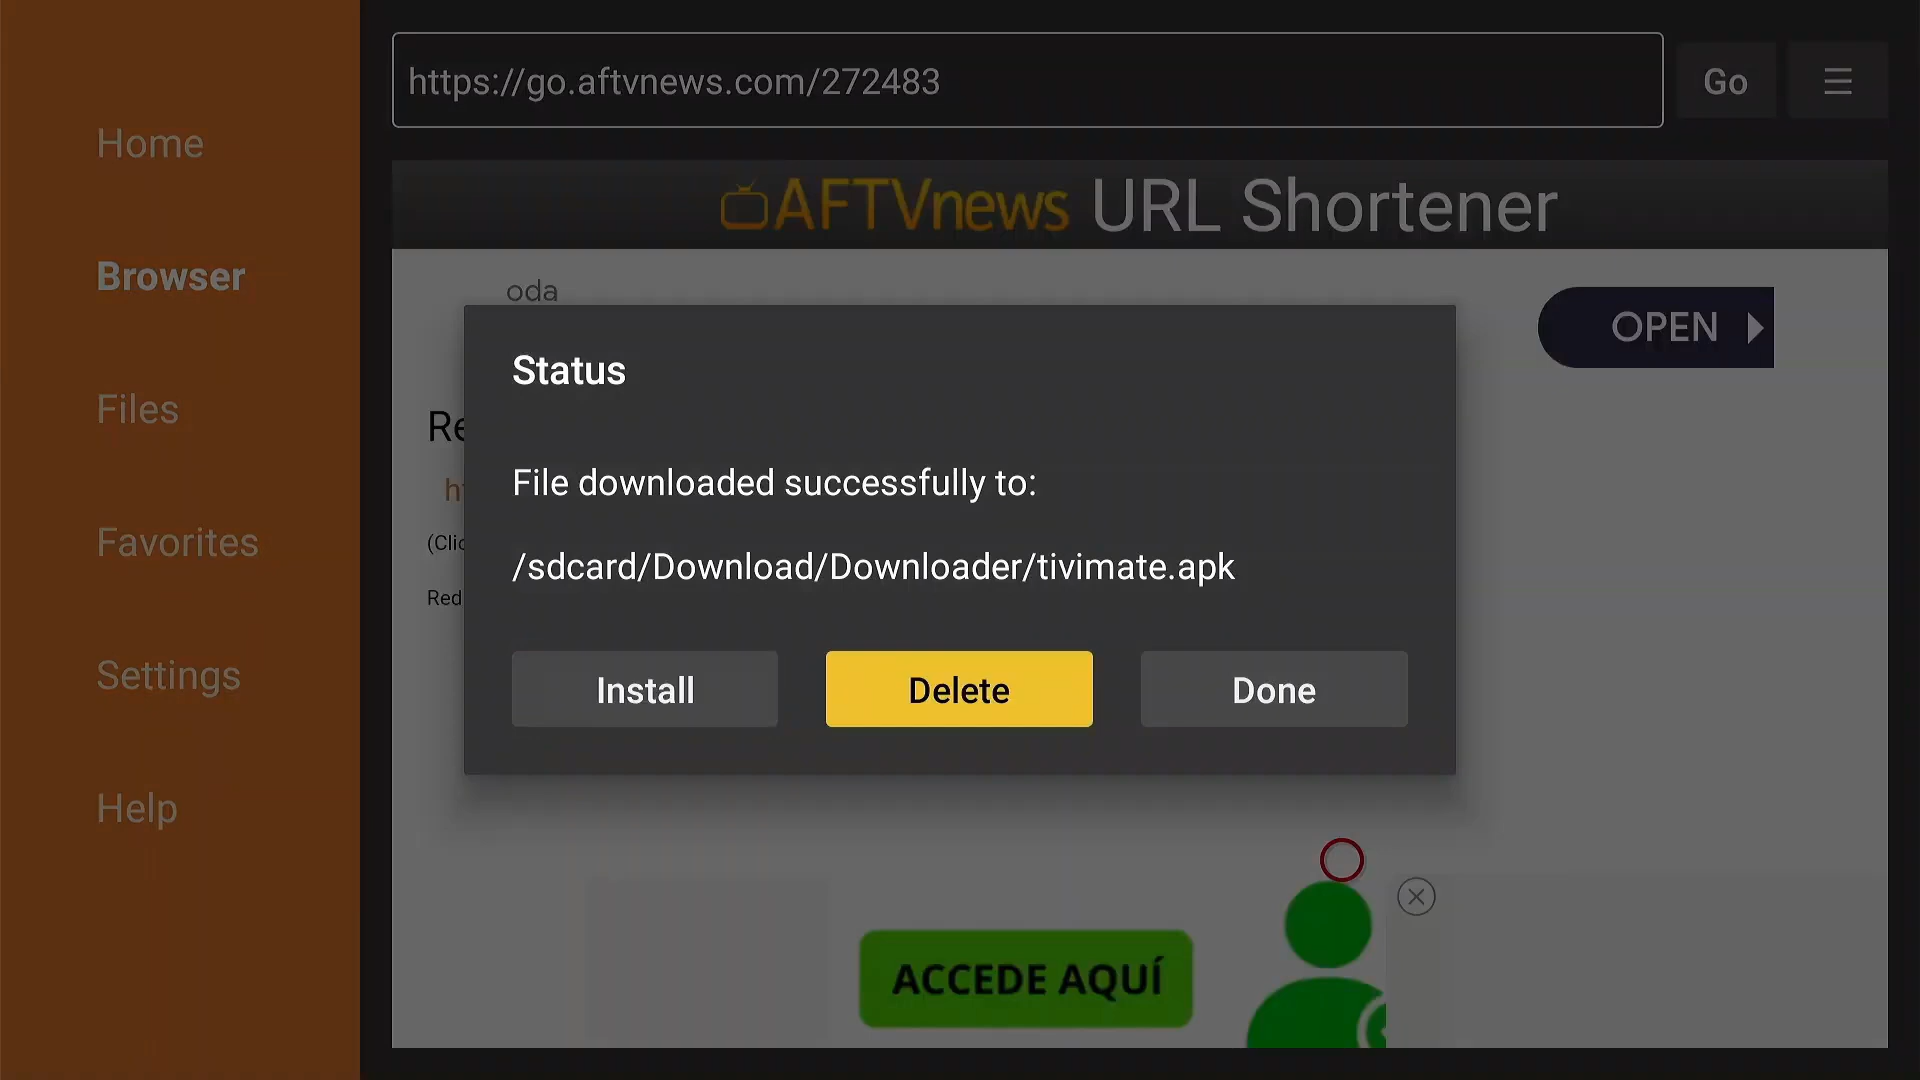 Home
Browser
Files
Favorites
Settings
Help
https://go.aftvnews.com/272483
Go
AFTVnews URL Shortener
oda
OPEN
Re
(Clic
Red
Status
File downloaded successfully to:
/sdcard/Download/Downloader/tivimate.apk
Install
Delete
Done
ACCEDE AQUÍ